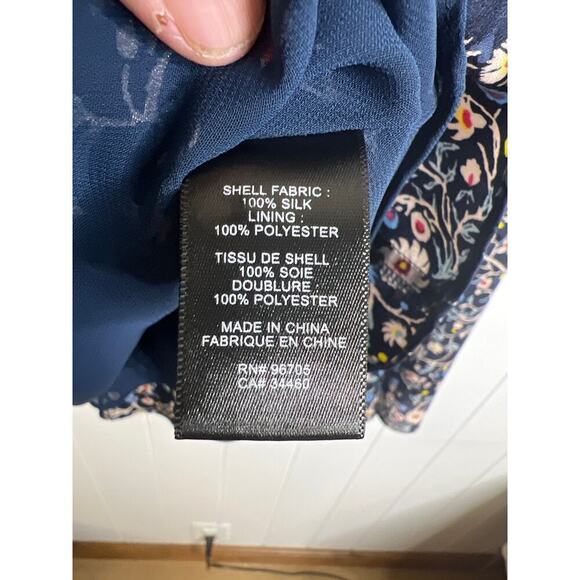 SHELL FABRIC :
100% SILK
LINING :
100% POLYESTER
TISSU DE SHELL :
100% SOIE
DOUBLURE :
100% POLYESTER
MADE IN CHINA
FABRIQUE EN CHINE
RN# 96705
CA# 34460